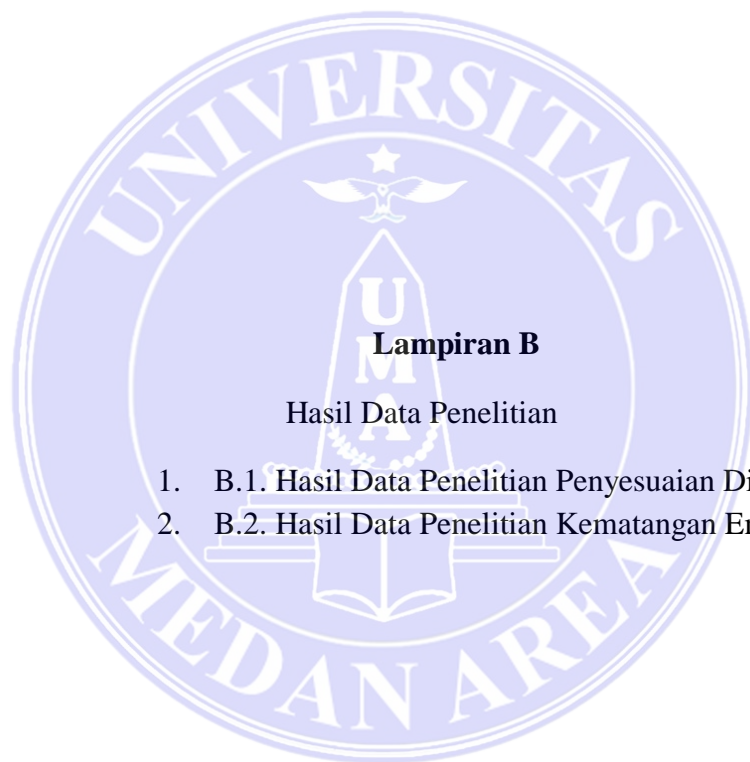 UNIVERSITAS
U
M
A
Lampiran B
Hasil Data Penelitian
1. B.1. Hasil Data Penelitian Penyesuaian Di
2. B.2. Hasil Data Penelitian Kematangan
MEDAN AREA